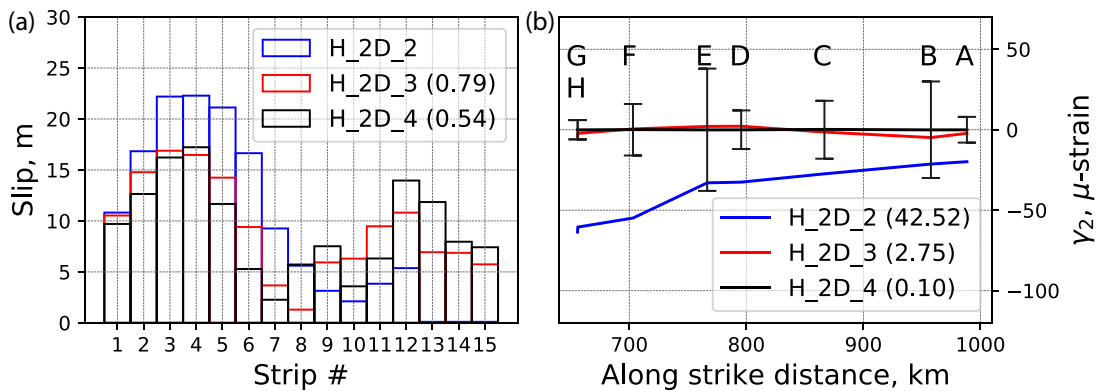 (a)
30
25
20
15
10
5
0
Slip, m
H_2D_2
H_2D_3 (0.79)
H_2D_4 (0.54)
1 2 3 4 5 6 7 8 9 10 11 12 13 14 15
Strip #
(b)
G F E D C B A
H
50
0
−50
−100
γ2, μ-strain
H_2D_2 (42.52)
H_2D_3 (2.75)
H_2D_4 (0.10)
700 800 900 1000
Along strike distance, km